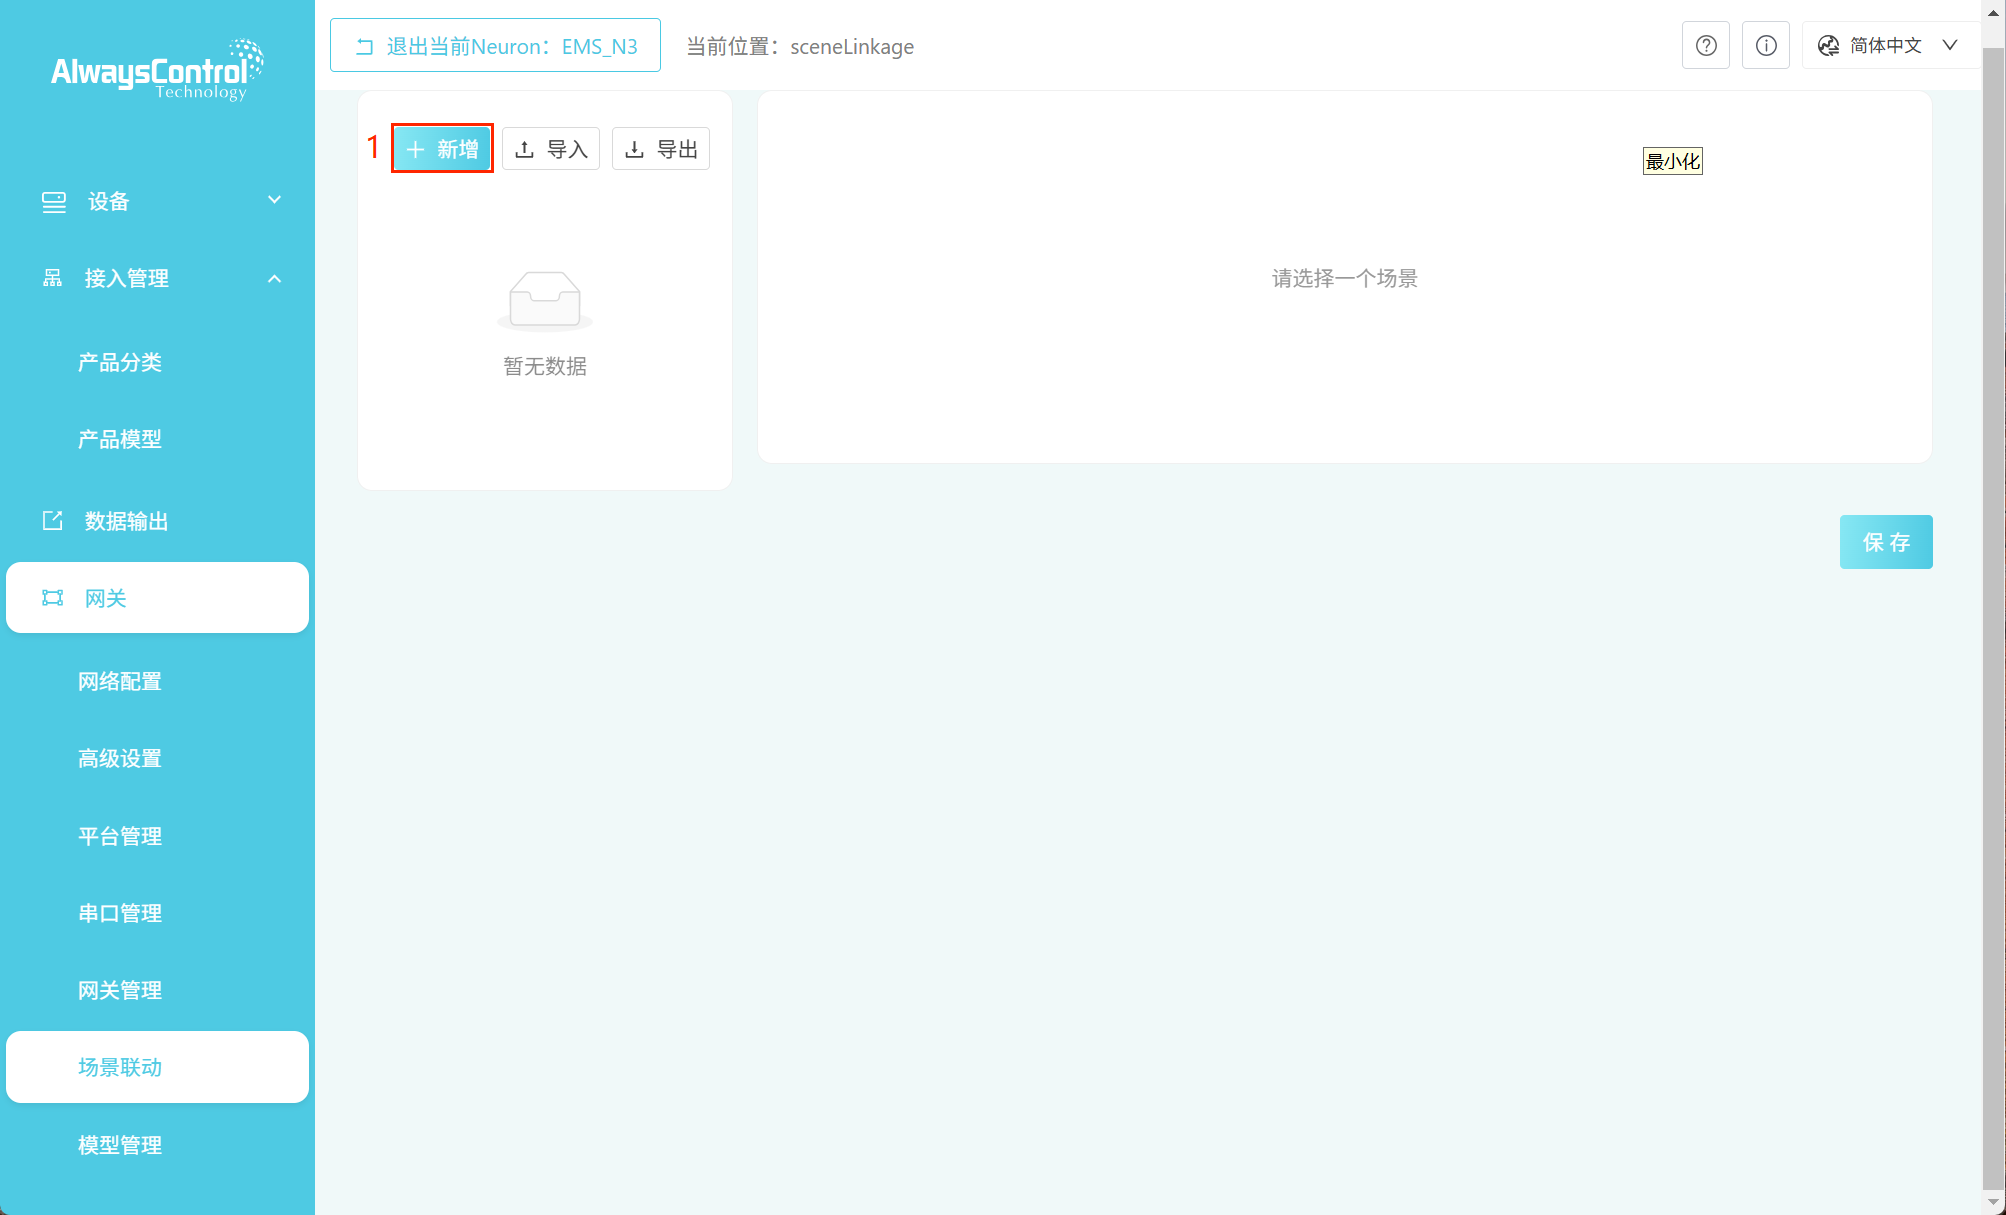 AlwaysControl
Technology
设备
接入管理
产品分类
产品模型
数据输出
网关
网络配置
高级设置
平台管理
串口管理
网关管理
场景联动
模型管理
退出当前Neuron：EMS_N3
当前位置：sceneLinkage
简体中文
1
新增
导入
导出
暂无数据
最小化
请选择一个场景
保存